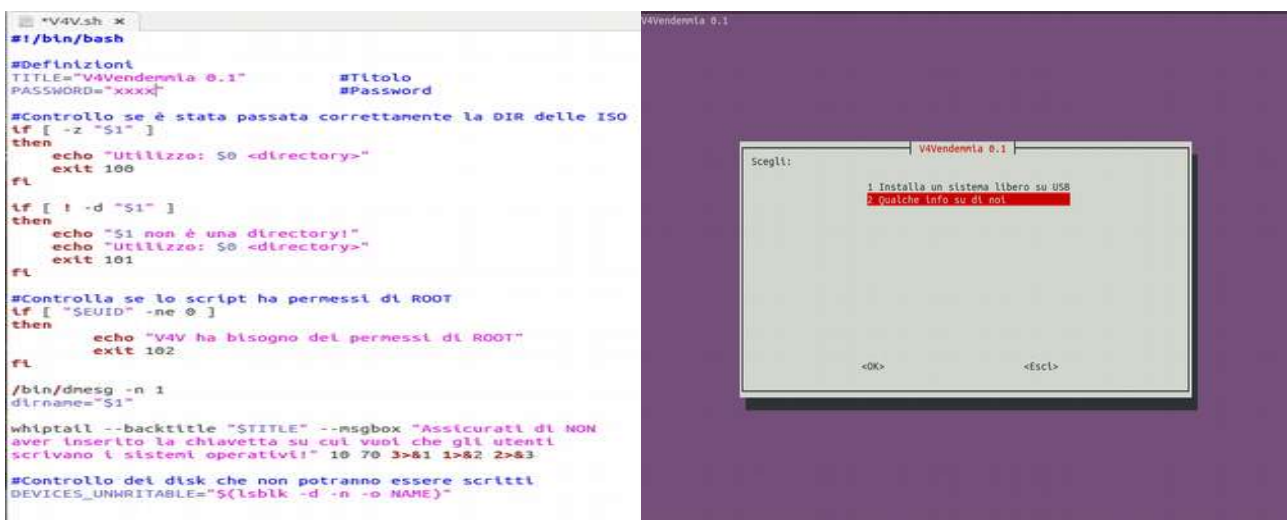 *V4V.sh ×
#!/bin/bash
#Definizioni
TITLE="V4Vendemmia 0.1" #Titolo
PASSWORD="xxxx" #Password
#Controllo se è stata passata correttamente la DIR delle ISO
if [ -z "$1" ]
then
echo "Utilizzo: $0 <directory>"
exit 100
fi
if [ ! -d "$1" ]
then
echo "$1 non è una directory!"
echo "Utilizzo: $0 <directory>"
exit 101
fi
#Controlla se lo script ha permessi di ROOT
if [ "$EUID" -ne 0 ]
then
echo "V4V ha bisogno dei permessi di ROOT"
exit 102
fi
/bin/dmesg -n 1
dirname="$1"
whiptail --backtitle "$TITLE" --msgbox "Assicurati di NON
aver inserito la chiavetta su cui vuoi che gli utenti
scrivano i sistemi operativi!" 10 70 3>&1 1>&2 2>&3
#Controllo dei disk che non potranno essere scritti
DEVICES_UNWRITABLE="$(lsblk -d -n -o NAME)"
V4Vendemmia 0.1
V4Vendemmia 0.1
Scegli:
1 Installa un sistema libero su USB
2 Qualche info su di noi
<OK> <Esci>